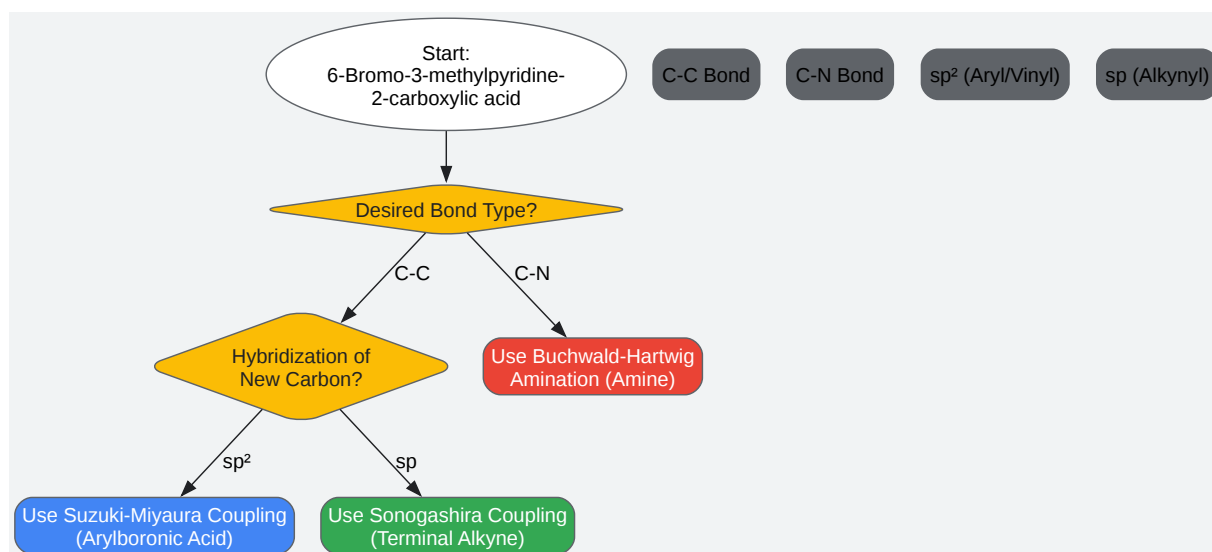 Start:
6-Bromo-3-methylpyridine-
2-carboxylic acid
C-C Bond
C-N Bond
sp² (Aryl/Vinyl)
sp (Alkynyl)
Desired Bond Type?
C-C
C-N
Hybridization of
New Carbon?
Use Buchwald-Hartwig
Amination (Amine)
sp²
sp
Use Suzuki-Miyaura Coupling
(Arylboronic Acid)
Use Sonogashira Coupling
(Terminal Alkyne)